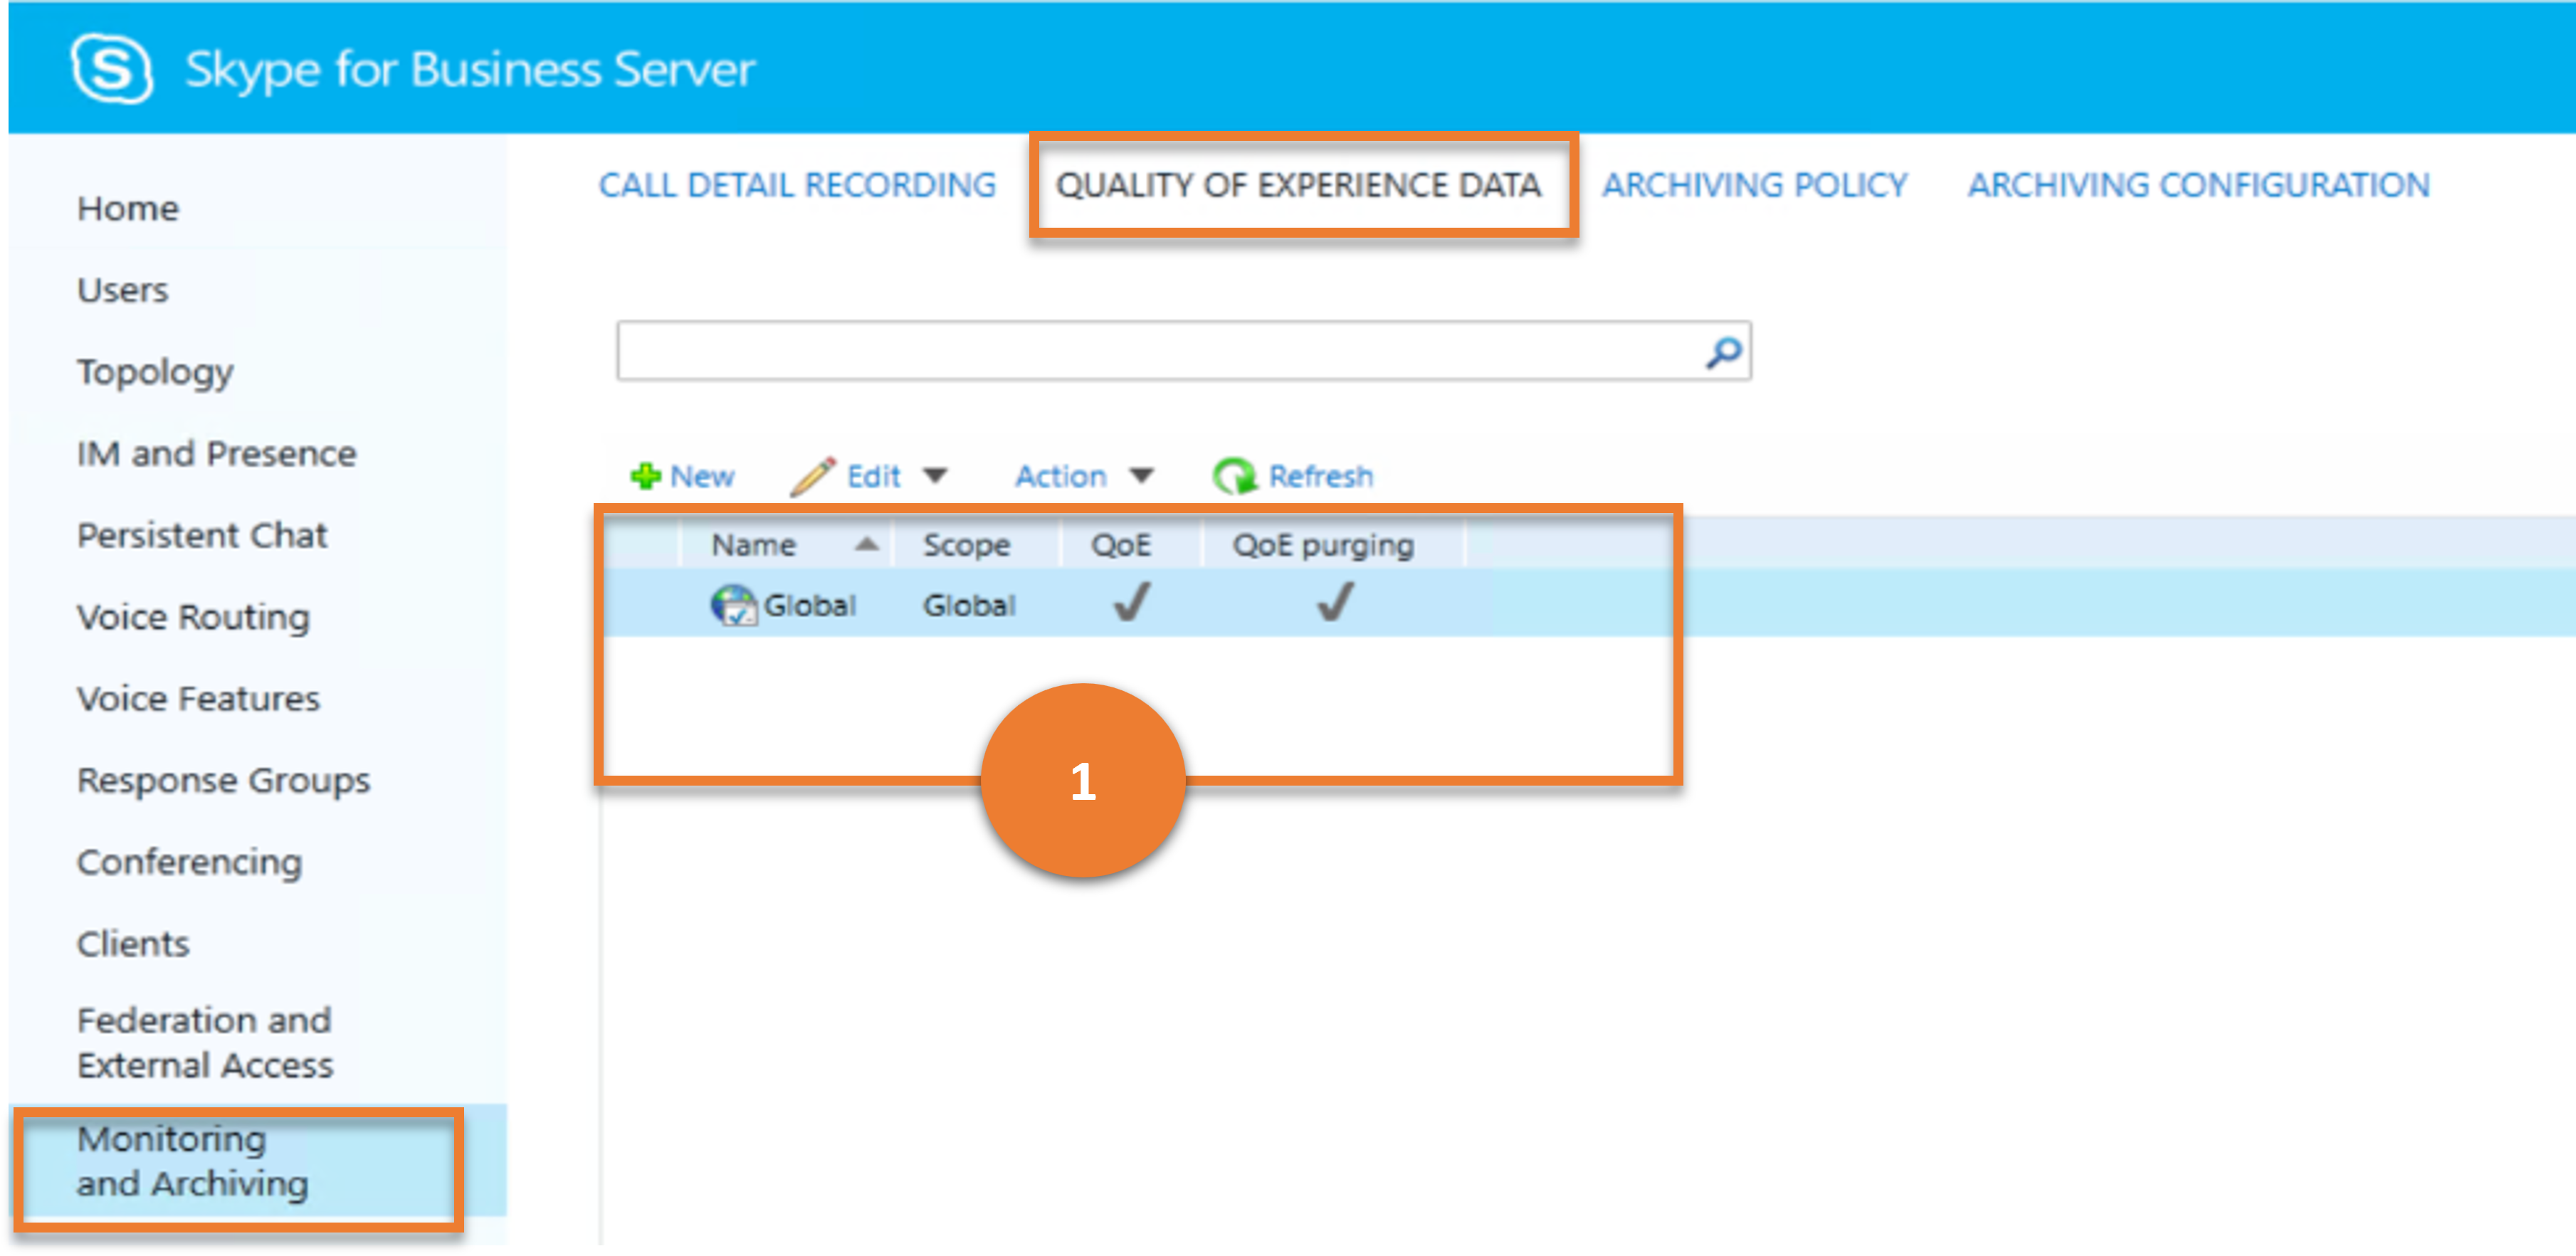 Skype for Business Server
Home
Users
Topology
IM and Presence
Persistent Chat
Voice Routing
Voice Features
Response Groups
Conferencing
Clients
Federation and
External Access
Monitoring
and Archiving
CALL DETAIL RECORDING QUALITY OF EXPERIENCE DATA ARCHIVING POLICY ARCHIVING CONFIGURATION
New Edit Action Refresh
Name Scope QoE QoE purging
Global Global
1